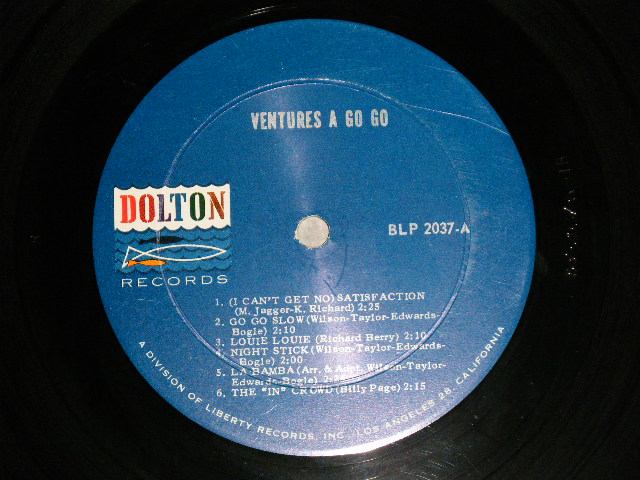 VENTURES A GO GO
DOLTON
RECORDS
BLP 2037-A
1. (I CAN'T GET NO) SATISFACTION
(M. Jagger-K. Richard) 2:25
2. GO GO SLOW (Wilson-Taylor-Edwards-
Bogle) 2:10
3. LOUIE LOUIE (Richard Berry) 2:10
4. NIGHT STICK (Wilson-Taylor-Edwards-
Bogle) 2:00
5. LA BAMBA (Arr. & Adpt. Wilson-Taylor-
Edwards-Bogle)
6. THE "IN" CROWD (Billy Page) 2:15
A DIVISION OF LIBERTY RECORDS, INC., LOS ANGELES 28, CALIFORNIA